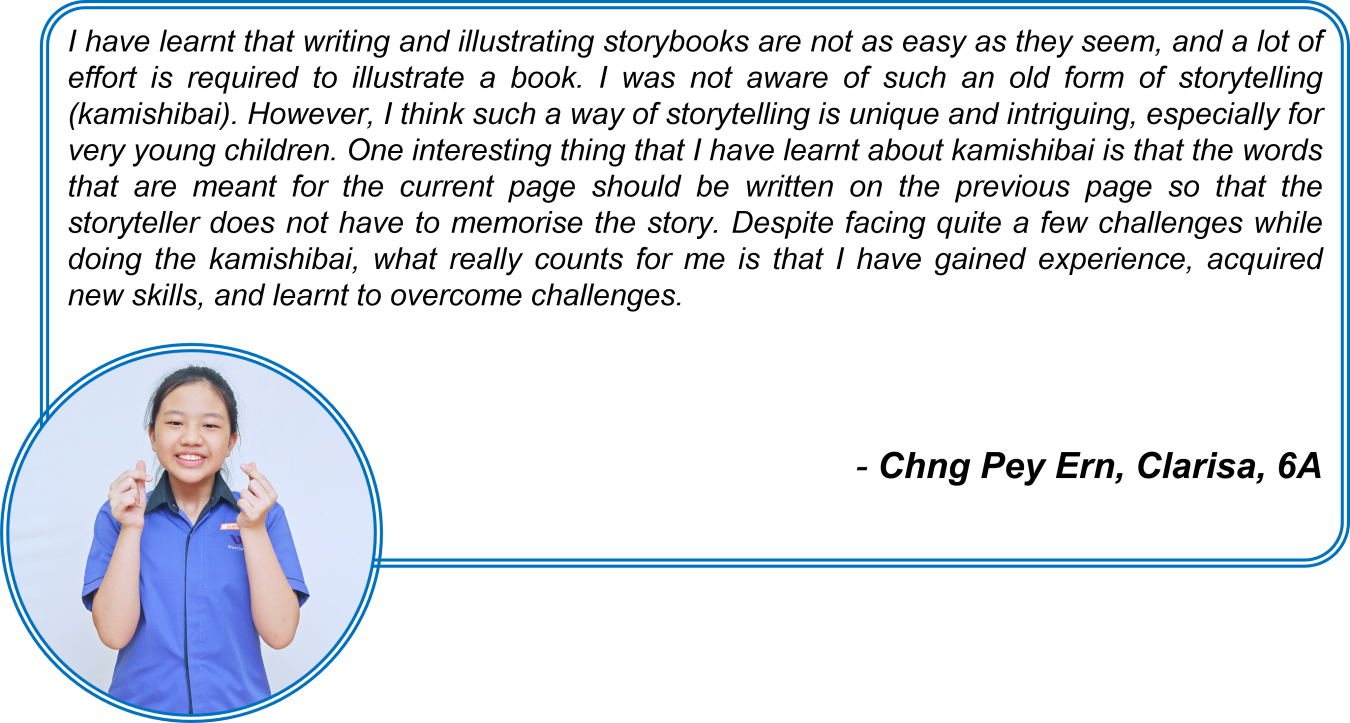 I have learnt that writing and illustrating storybooks are not as easy as they seem, and a lot of
effort is required to illustrate a book. I was not aware of such an old form of storytelling
(kamishibai). However, I think such a way of storytelling is unique and intriguing, especially for
very young children. One interesting thing that I have learnt about kamishibai is that the words
that are meant for the current page should be written on the previous page so that the
storyteller does not have to memorise the story. Despite facing quite a few challenges while
doing the kamishibai, what really counts for me is that I have gained experience, acquired
new skills, and learnt to overcome challenges.
- Chng Pey Ern, Clarisa, 6A